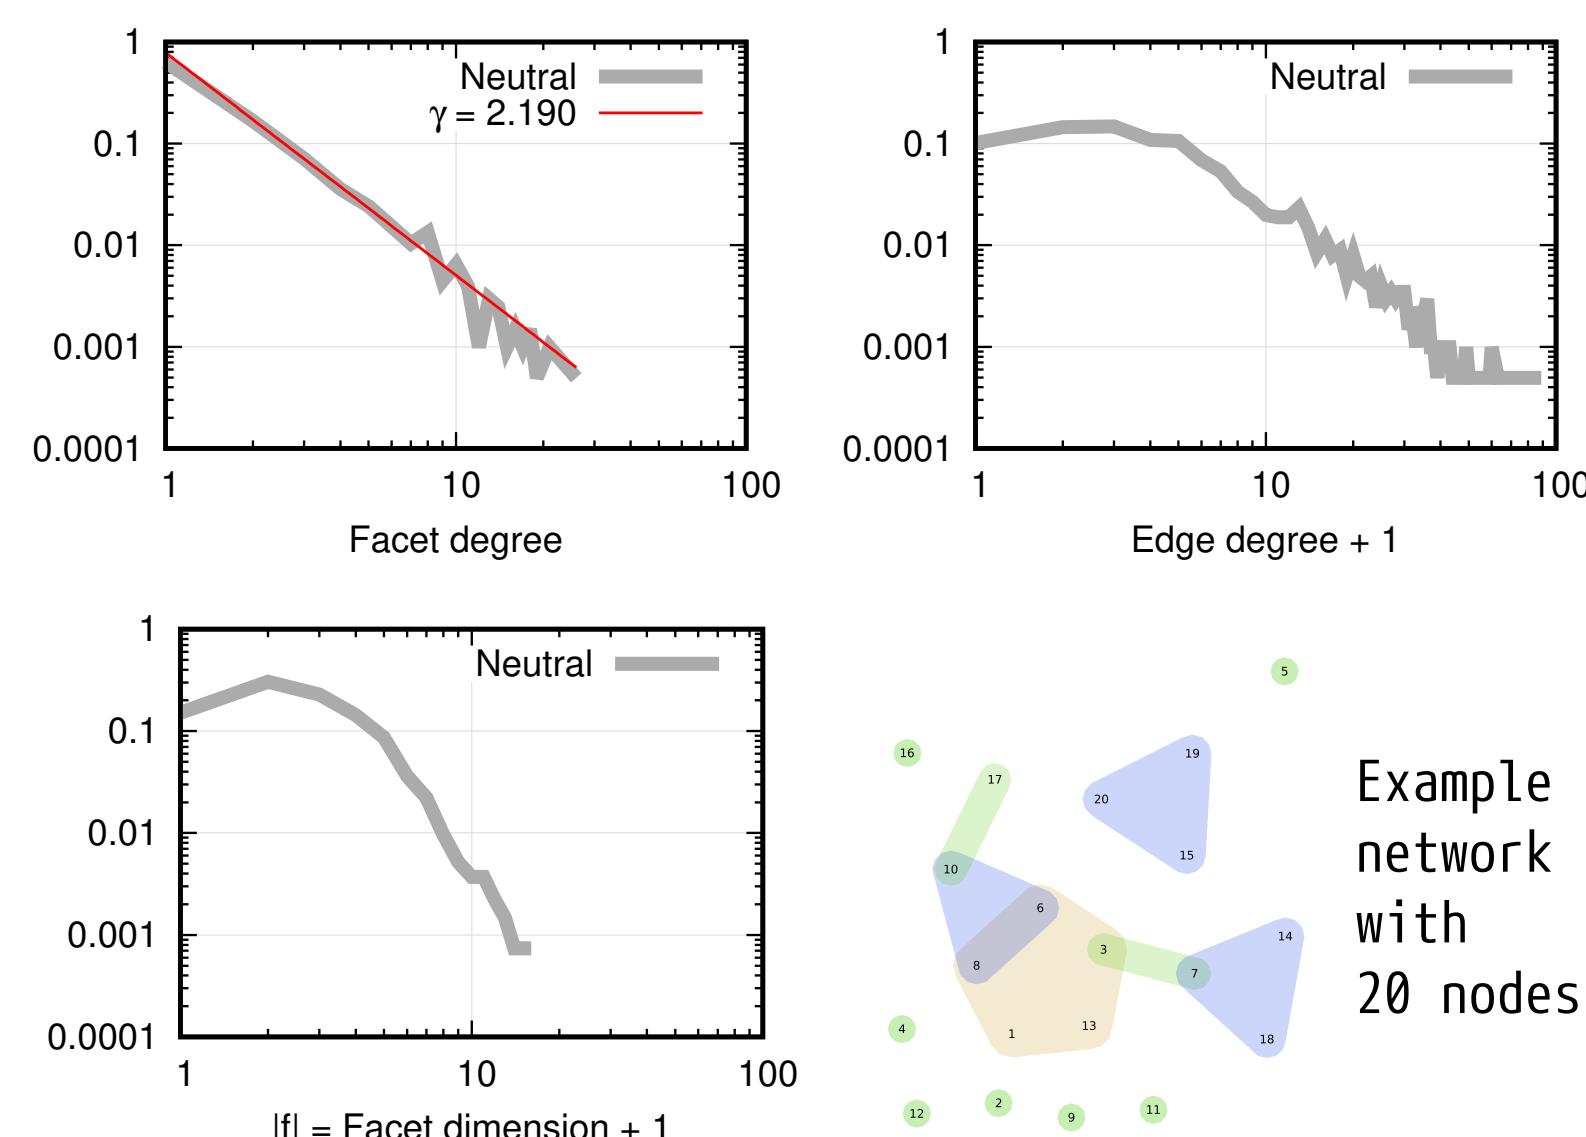 1
0.1
0.01
0.001
0.0001
Neutral
γ = 2.190
1 10 100
Facet degree
1
0.1
0.01
0.001
0.0001
Neutral
1 10 100
Edge degree + 1
1
0.1
0.01
0.001
0.0001
Neutral
1 10 100
|f| = Facet dimension + 1
5
16
17
19
20
15
10
6
3
14
8
7
13
1
18
4
2
12
9
11
Example
network
with
20 nodes